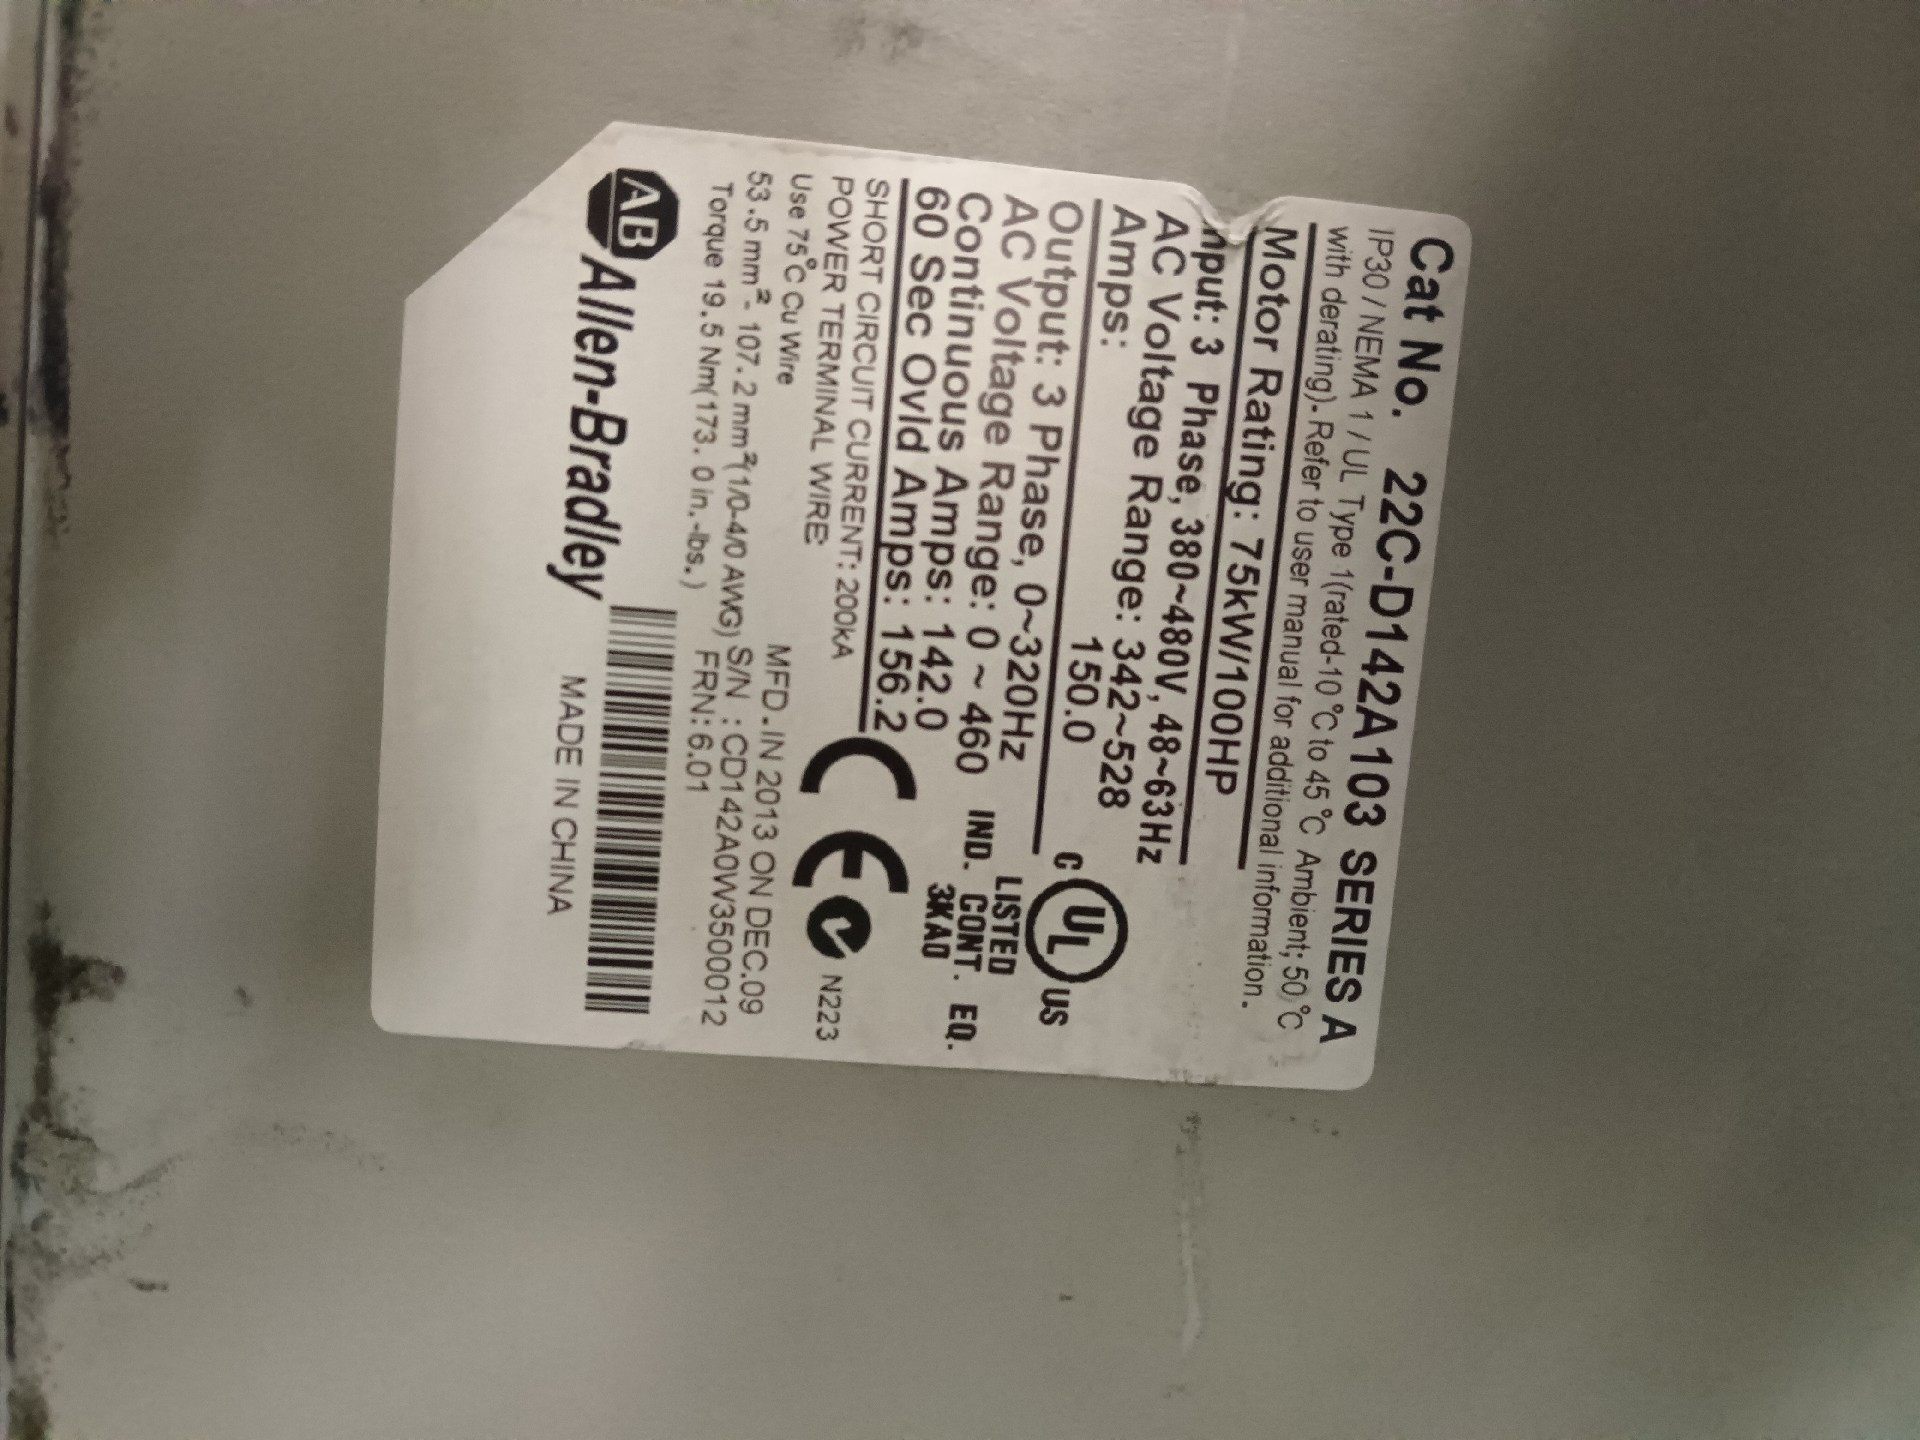 Cat No. 22C-D142A103 SERIES A
IP30 / NEMA 1 / UL Type 1(rated-10 °C to 45 °C Ambient; 50 °C
with derating)- Refer to user manual for additional information.
Motor Rating: 75kW/100HP
nput: 3 Phase, 380~480V, 48~63Hz
AC Voltage Range: 342~528
Amps: 150.0
Output: 3 Phase, 0~320Hz
AC Voltage Range: 0 ~ 460
Continuous Amps: 142.0
60 Sec Ovld Amps: 156.2
C UL US
LISTED
IND. CONT. EQ.
3KA0
SHORT CIRCUIT CURRENT: 200kA
POWER TERMINAL WIRE:
Use 75°C Cu Wire
53.5 mm² - 107.2 mm²(1/0-4/0 AWG)
Torque 19.5 Nm(173.0 in.-lbs.)
CE N223
MFD.IN 2013 ON DEC.09
S/N : CD142A0W3500012
FRN: 6.01
AB Allen-Bradley
MADE IN CHINA